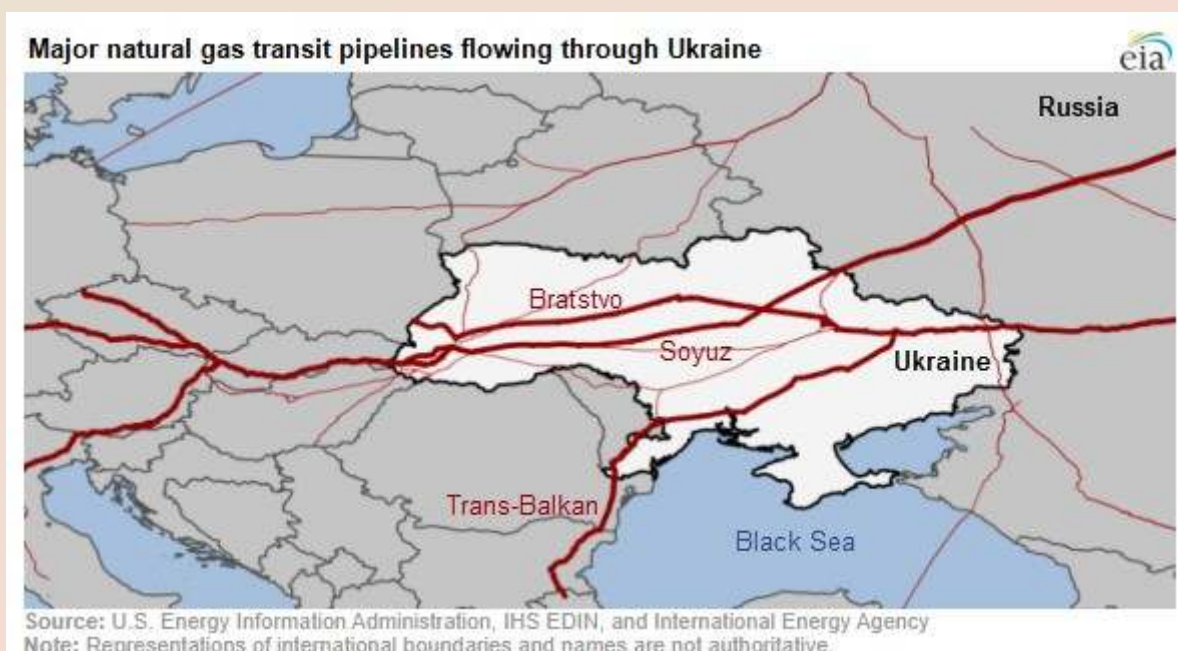 Major natural gas transit pipelines flowing through Ukraine
eia
Russia
Bratstvo
Soyuz
Ukraine
Trans-Balkan
Black Sea
Source: U.S. Energy Information Administration, IHS EDIN, and International Energy Agency
Note: Representations of international boundaries and names are not authoritative.